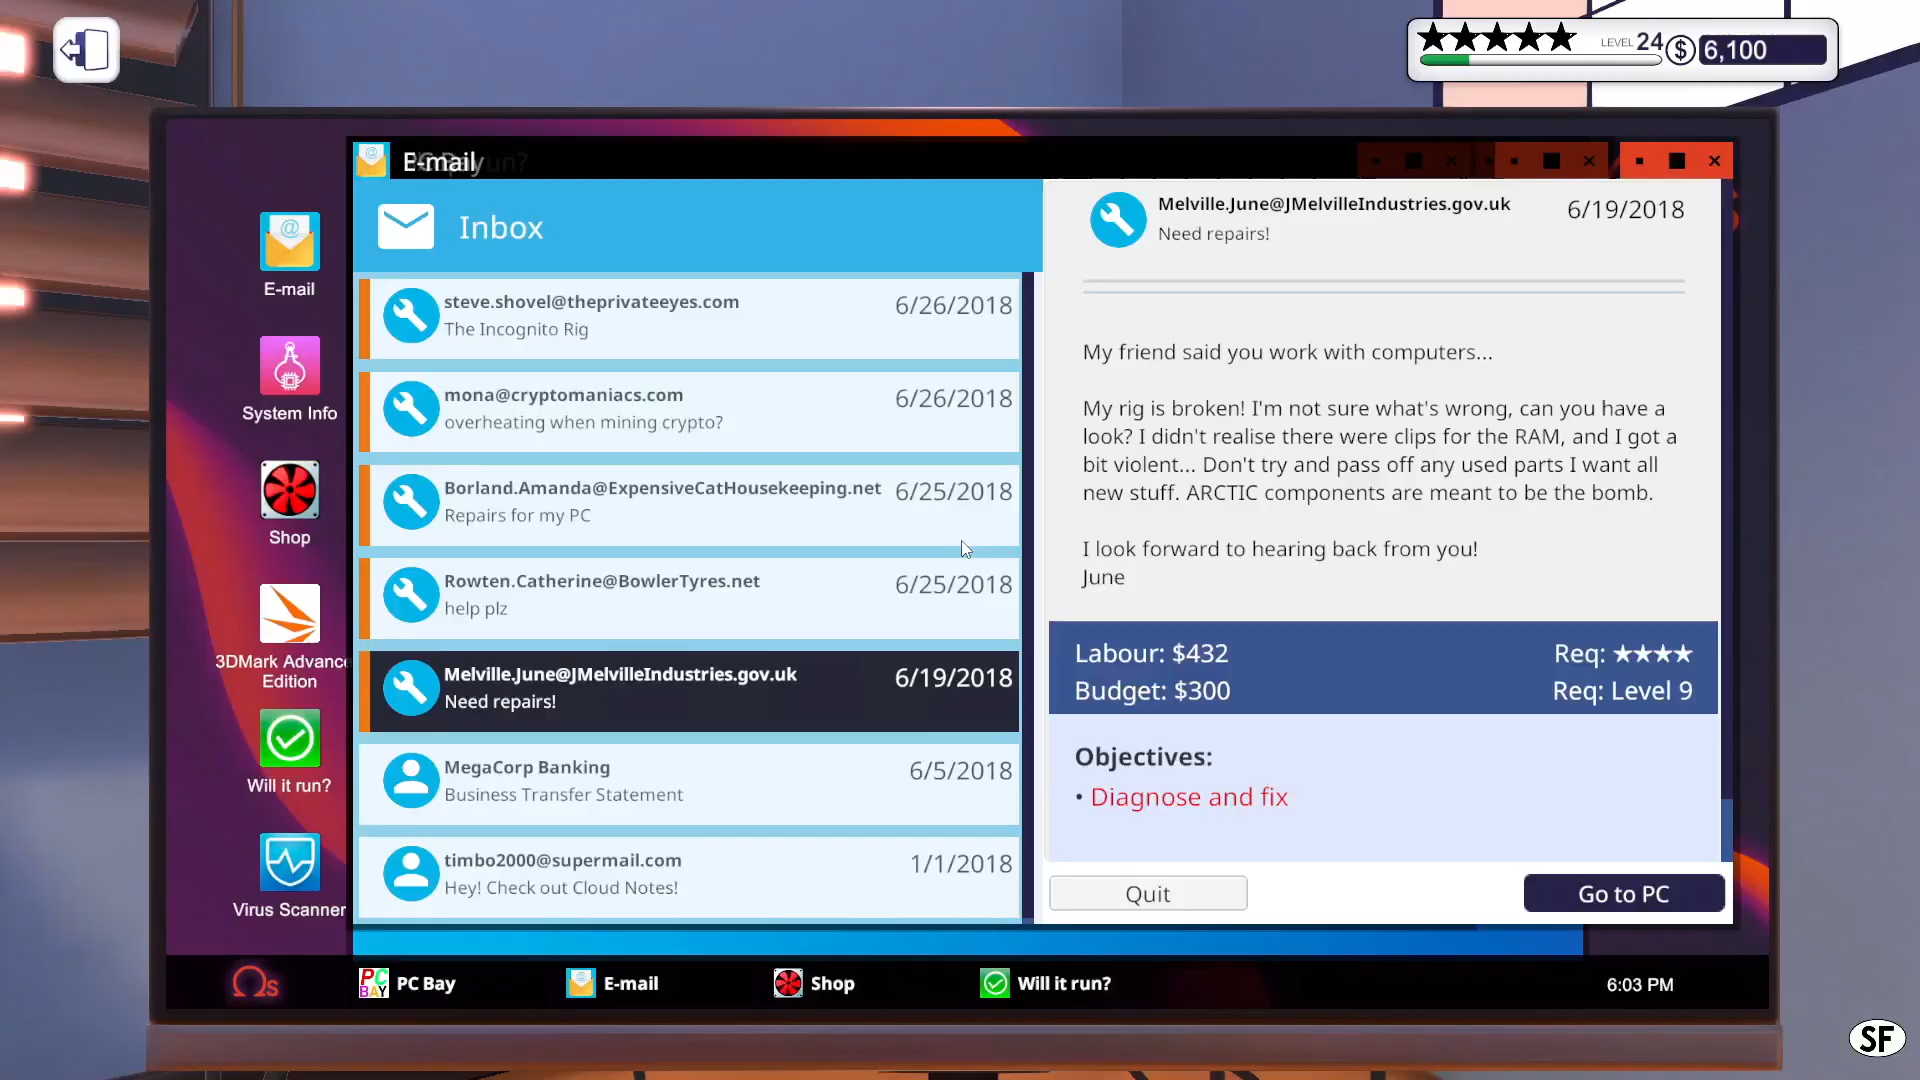 LEVEL 24 $ 6,100
E-mail
Inbox
steve.shovel@theprivateeyes.com 6/26/2018
The Incognito Rig
mona@cryptomaniacs.com 6/26/2018
overheating when mining crypto?
Borland.Amanda@ExpensiveCatHousekeeping.net 6/25/2018
Repairs for my PC
Rowten.Catherine@BowlerTyres.net 6/25/2018
help plz
Melville.June@JMelvilleIndustries.gov.uk 6/19/2018
Need repairs!
MegaCorp Banking 6/5/2018
Business Transfer Statement
timbo2000@supermail.com 1/1/2018
Hey! Check out Cloud Notes!
Melville.June@JMelvilleIndustries.gov.uk 6/19/2018
Need repairs!
My friend said you work with computers...
My rig is broken! I'm not sure what's wrong, can you have a
look? I didn't realise there were clips for the RAM, and I got a
bit violent... Don't try and pass off any used parts I want all
new stuff. ARCTIC components are meant to be the bomb.
I look forward to hearing back from you!
June
Labour: $432 Req: ★★★★
Budget: $300 Req: Level 9
Objectives:
• Diagnose and fix
Quit Go to PC
E-mail
System Info
Shop
3DMark Advance
Edition
Will it run?
Virus Scanner
Ωs PC BAY PC Bay E-mail Shop Will it run? 6:03 PM
SF